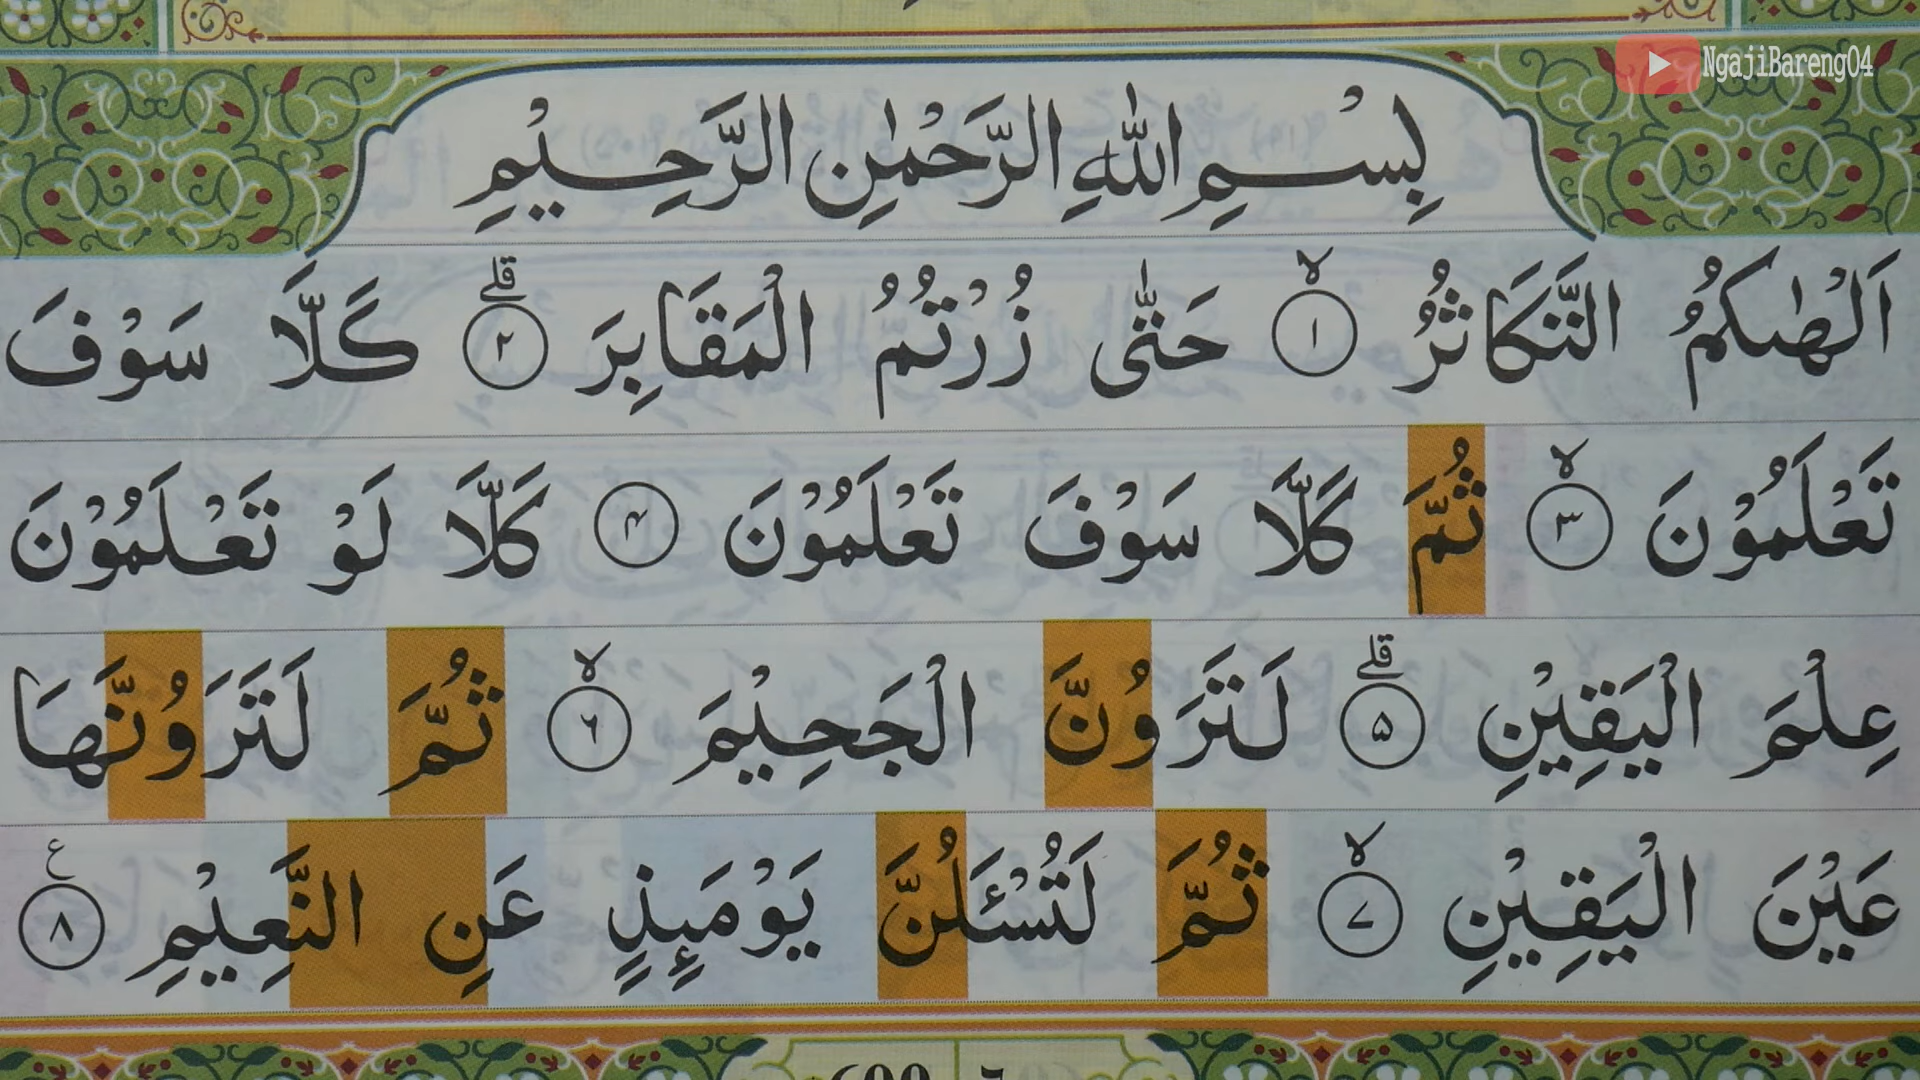 NgajiBareng04
بِسْمِ اللّٰهِ الرَّحْمٰنِ الرَّحِيْمِ
اَلْهٰىكُمُ التَّكَاثُرُۙ ١ حَتّٰى زُرْتُمُ الْمَقَابِرَۗ ٢ كَلَّا سَوْفَ
تَعْلَمُوْنَۙ ٣ ثُمَّ كَلَّا سَوْفَ تَعْلَمُوْنَ ٤ كَلَّا لَوْ تَعْلَمُوْنَ
عِلْمَ الْيَقِيْنِۗ ٥ لَتَرَوُنَّ الْجَحِيْمَۙ ٦ ثُمَّ لَتَرَوُنَّهَا
عَيْنَ الْيَقِيْنِۙ ٧ ثُمَّ لَتُسْـَٔلُنَّ يَوْمَىِٕذٍ عَنِ النَّعِيْمِ ࣖ ٨